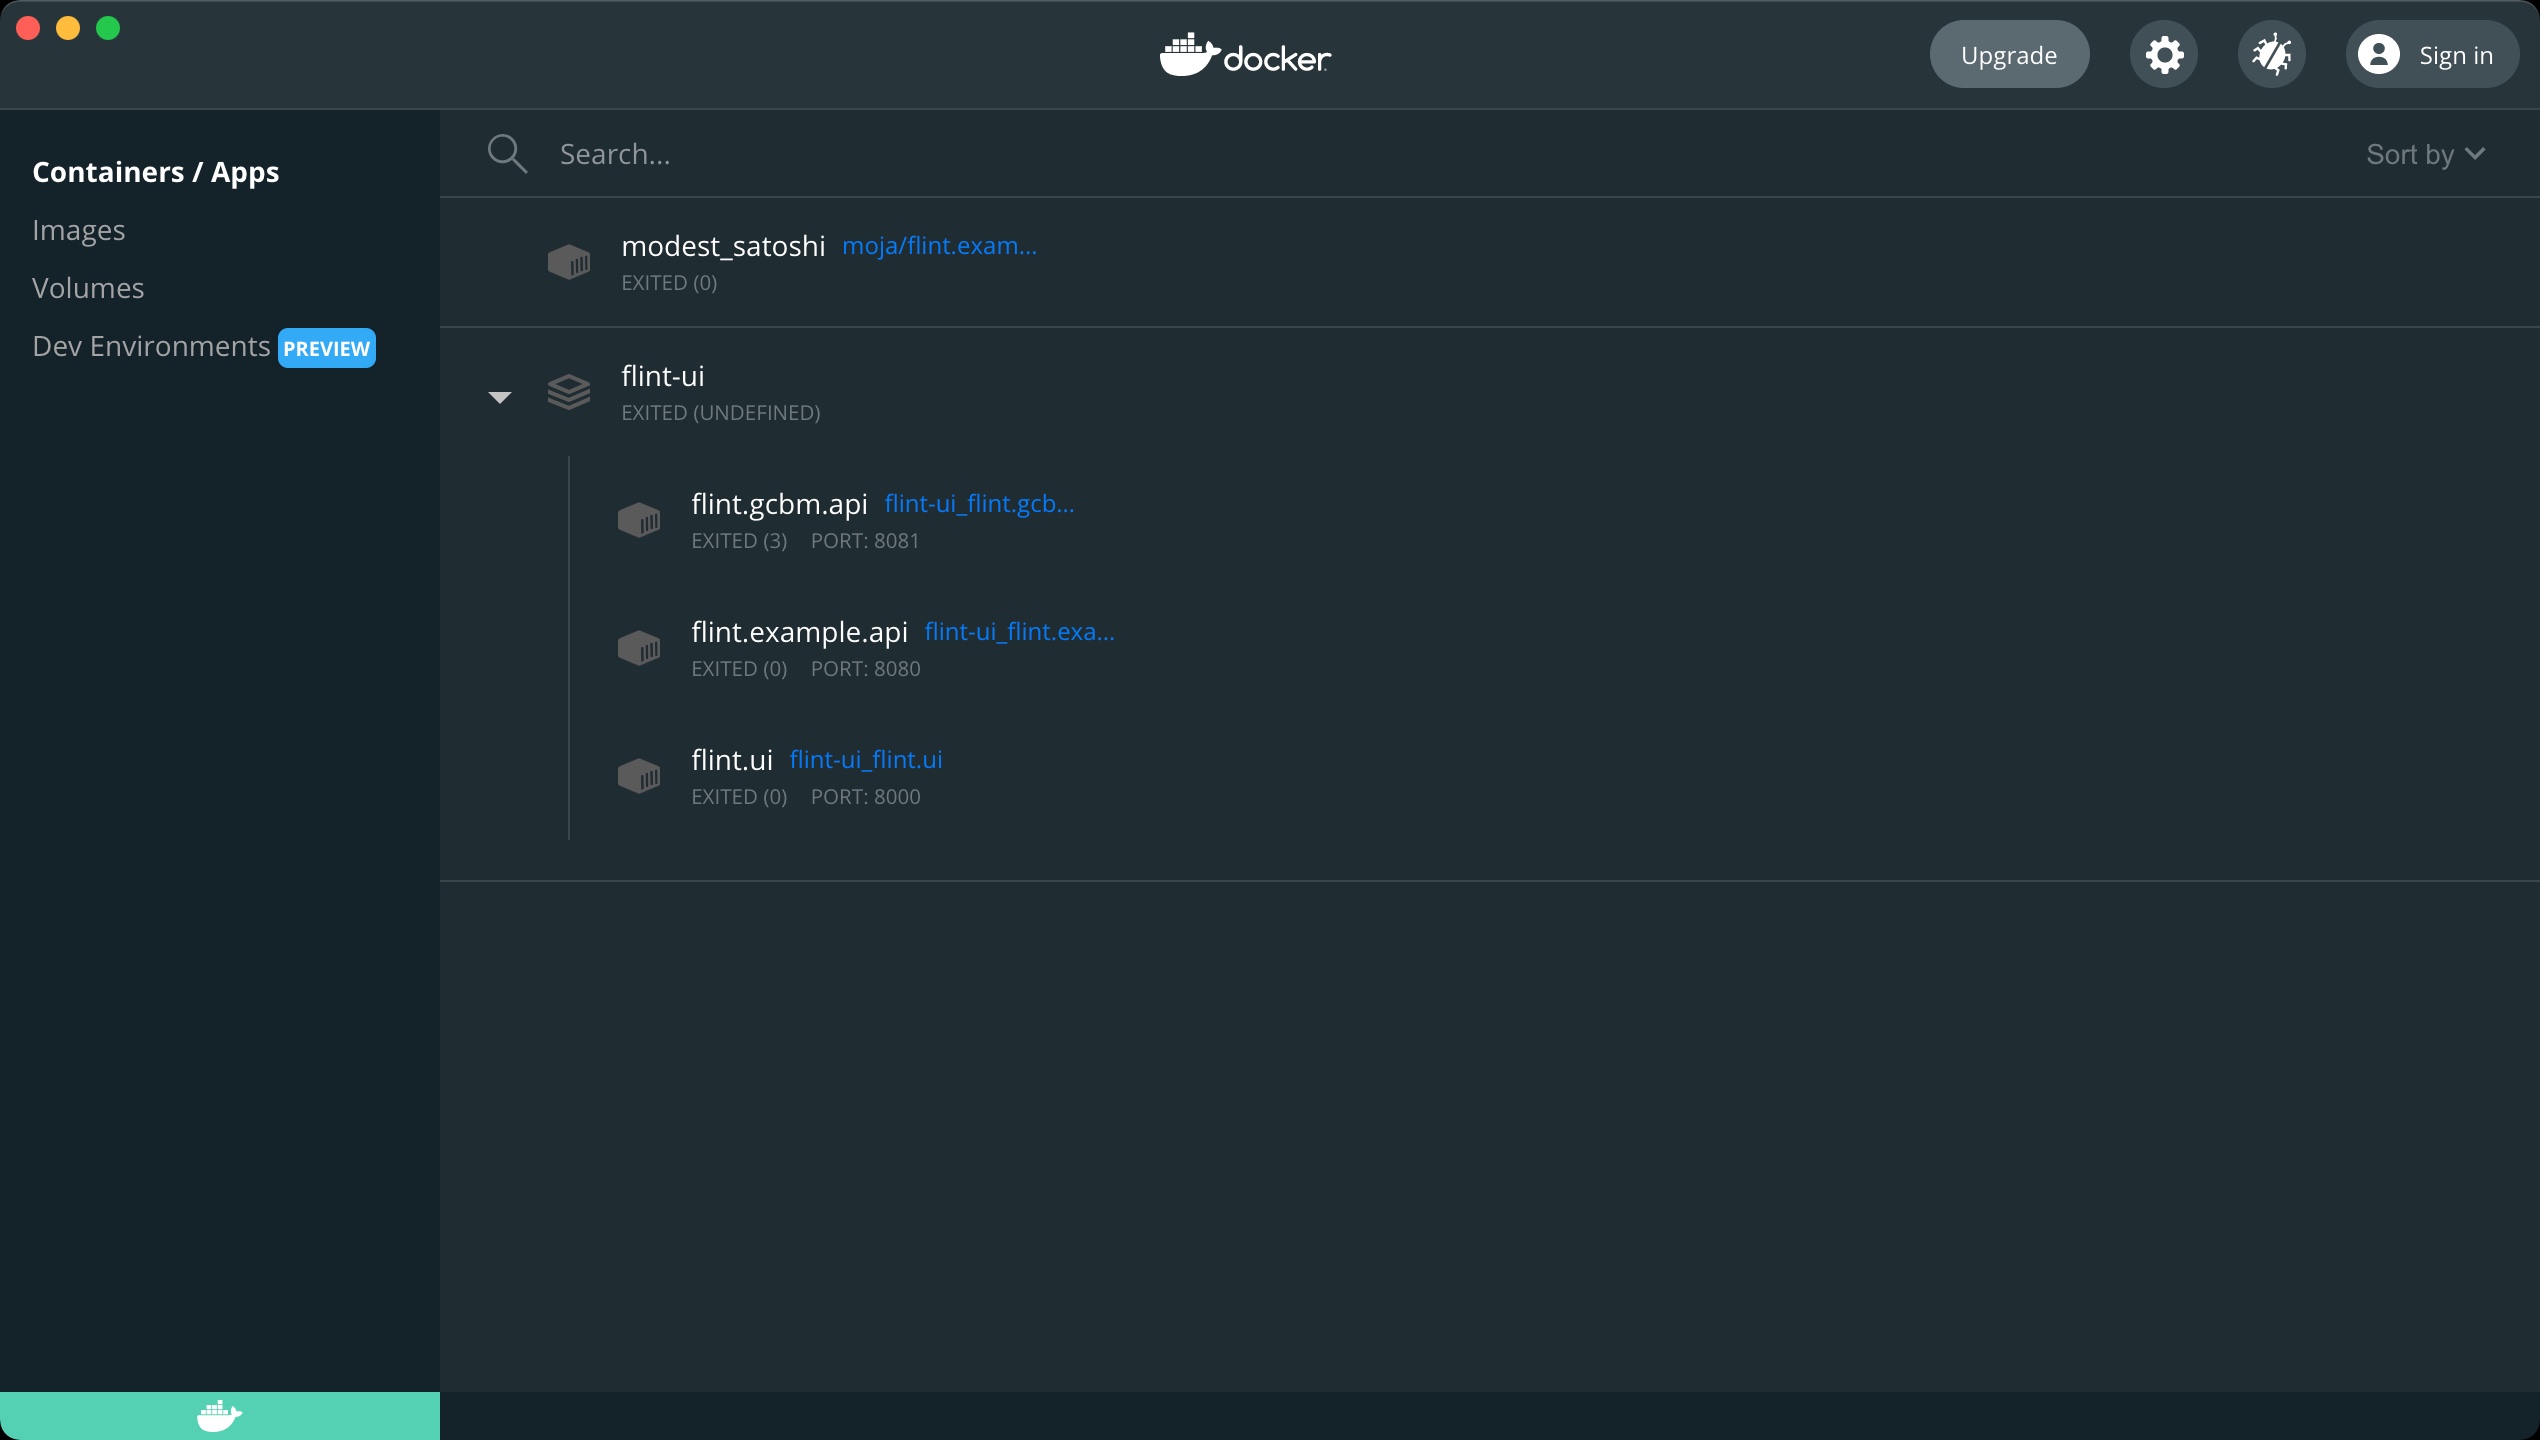 docker
Upgrade
Sign in
Containers / Apps
Images
Volumes
Dev Environments PREVIEW
Search...
Sort by
modest_satoshi moja/flint.exam...
EXITED (0)
flint-ui
EXITED (UNDEFINED)
flint.gcbm.api flint-ui_flint.gcb...
EXITED (3) PORT: 8081
flint.example.api flint-ui_flint.exa...
EXITED (0) PORT: 8080
flint.ui flint-ui_flint.ui
EXITED (0) PORT: 8000